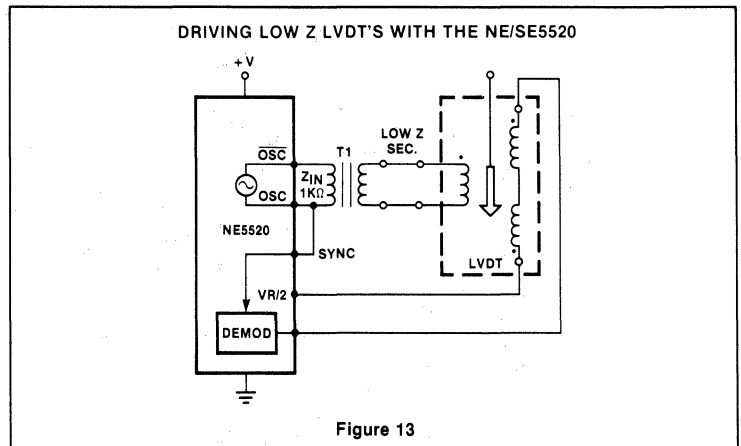 DRIVING LOW Z LVDT'S WITH THE NE/SE5520
+ V
OSC
T1
LOW Z
SEC.
ZIN
1KΩ
OSC
NE5520
SYNC
LVDT
VR/2
DEMOD
Figure 13